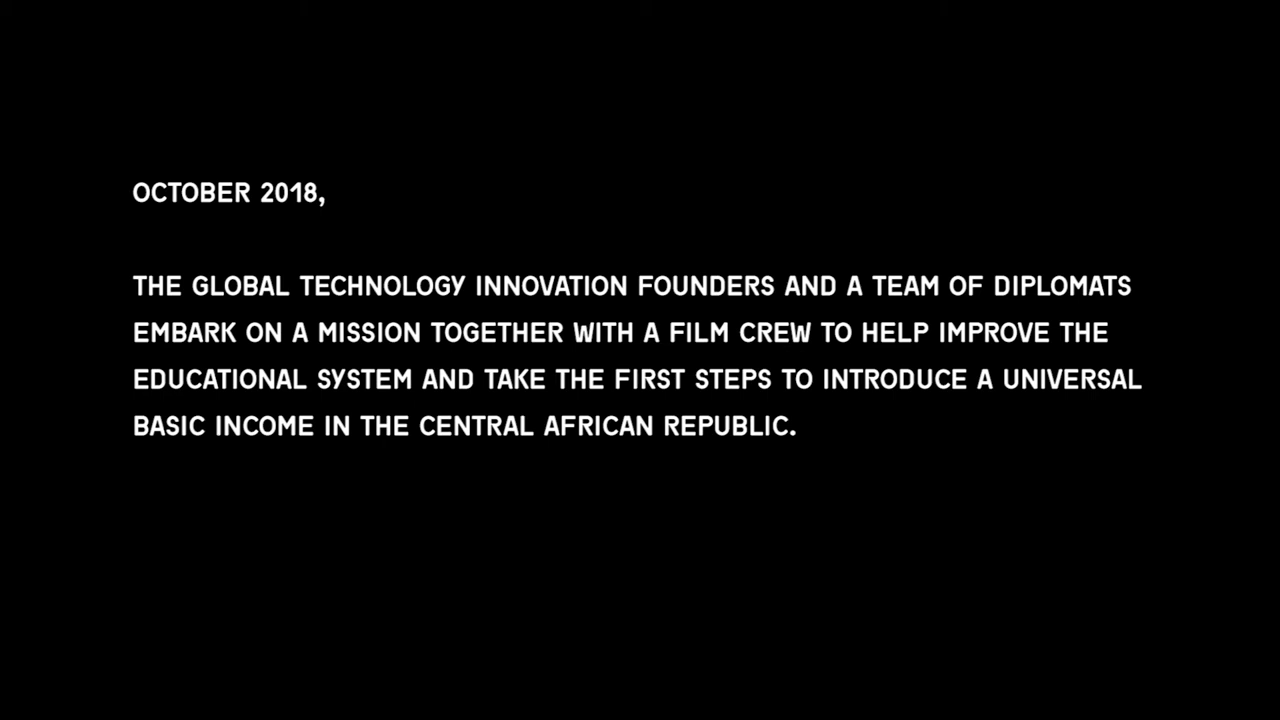 OCTOBER 2018,
THE GLOBAL TECHNOLOGY INNOVATION FOUNDERS AND A TEAM OF DIPLOMATS
EMBARK ON A MISSION TOGETHER WITH A FILM CREW TO HELP IMPROVE THE
EDUCATIONAL SYSTEM AND TAKE THE FIRST STEPS TO INTRODUCE A UNIVERSAL
BASIC INCOME IN THE CENTRAL AFRICAN REPUBLIC.